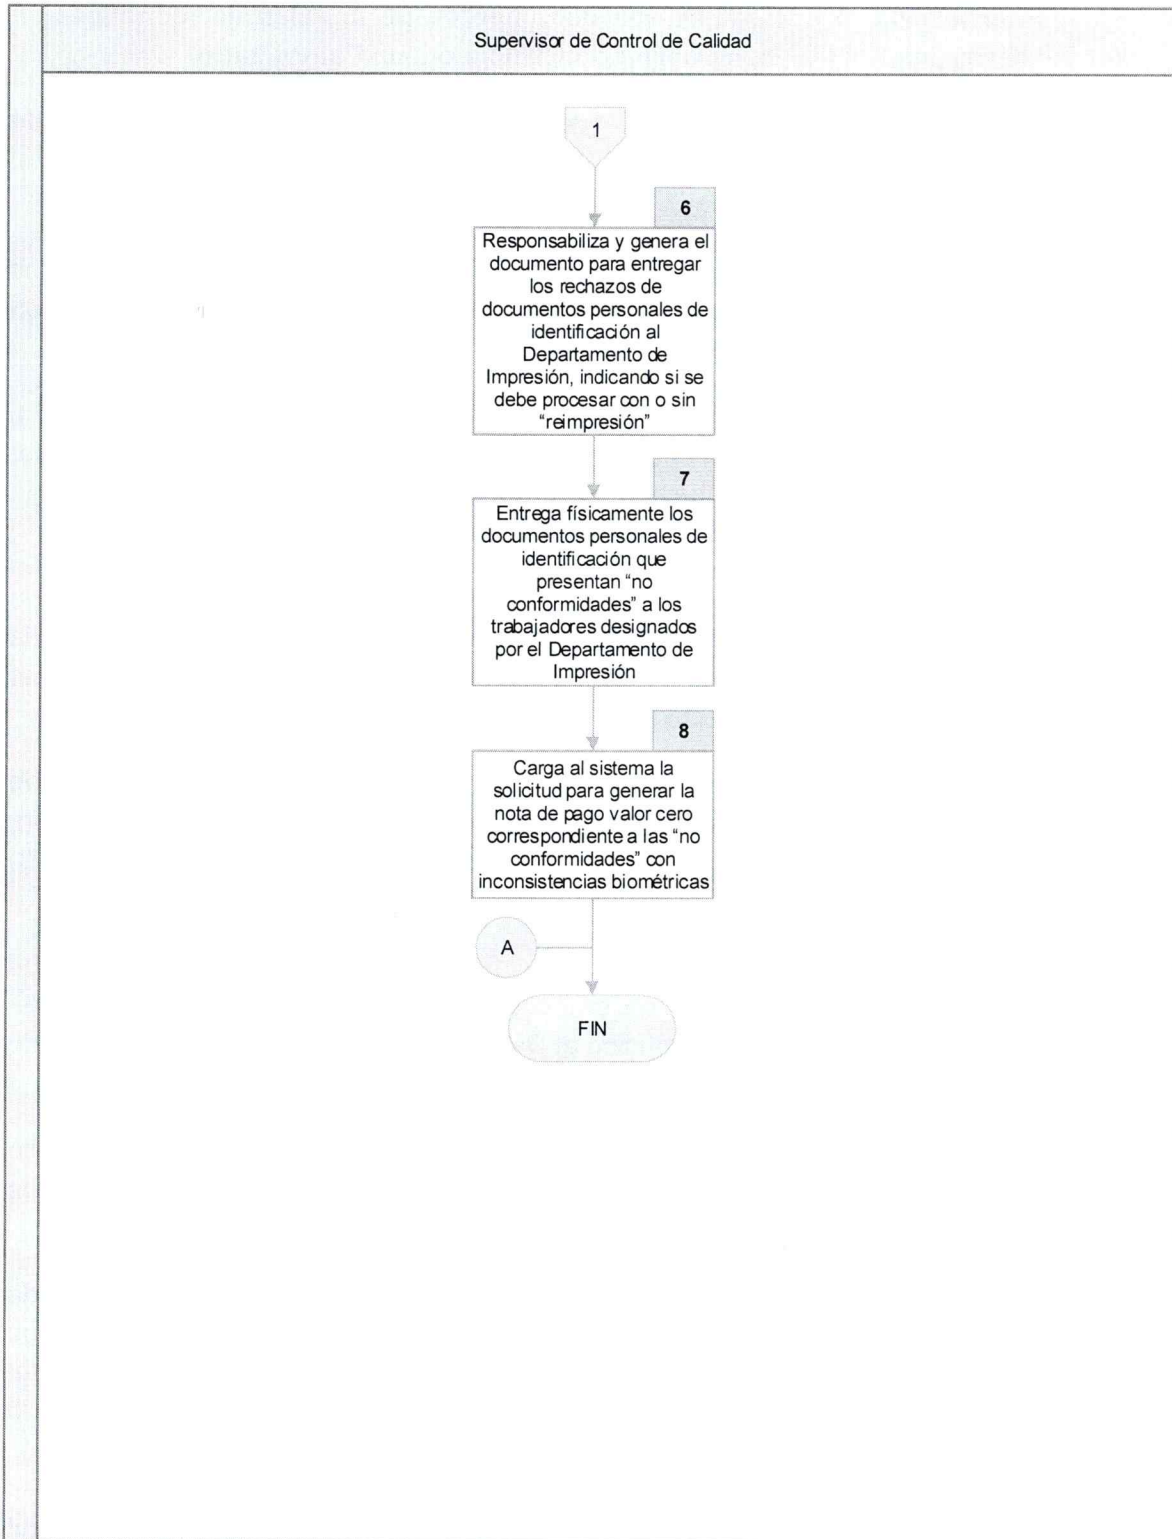 Supervisor de Control de Calidad
1
6
Responsabiliza y genera el
documento para entregar
los rechazos de
documentos personales de
identificación al
Departamento de
Impresión, indicando si se
debe procesar con o sin
“reimpresión”
7
Entrega físicamente los
documentos personales de
identificación que
presentan “no
conformidades” a los
trabajadores designados
por el Departamento de
Impresión
8
Carga al sistema la
solicitud para generar la
nota de pago valor cero
correspondiente a las “no
conformidades” con
inconsistencias biométricas
A
FIN